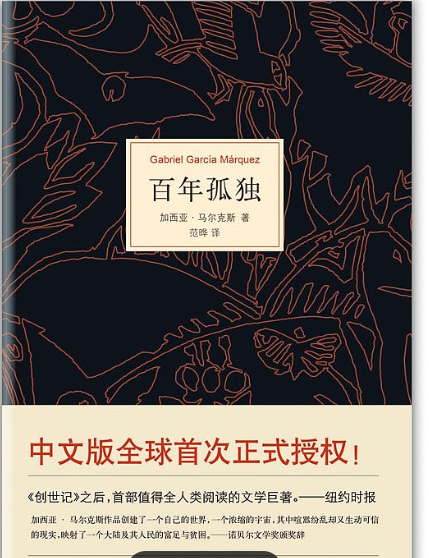 Gabriel García Márquez
百年孤独
加西亚·马尔克斯 著
范晔 译
中文版全球首次正式授权!
《创世记》之后,首部值得全人类阅读的文学巨著。——纽约时报
加西亚·马尔克斯作品创建了一个自己的世界,一个浓缩的宇宙,其中喧嚣纷乱却又生动可信
的现实,映射了一个大陆及其人民的富足与贫困。——诺贝尔文学奖颁奖辞